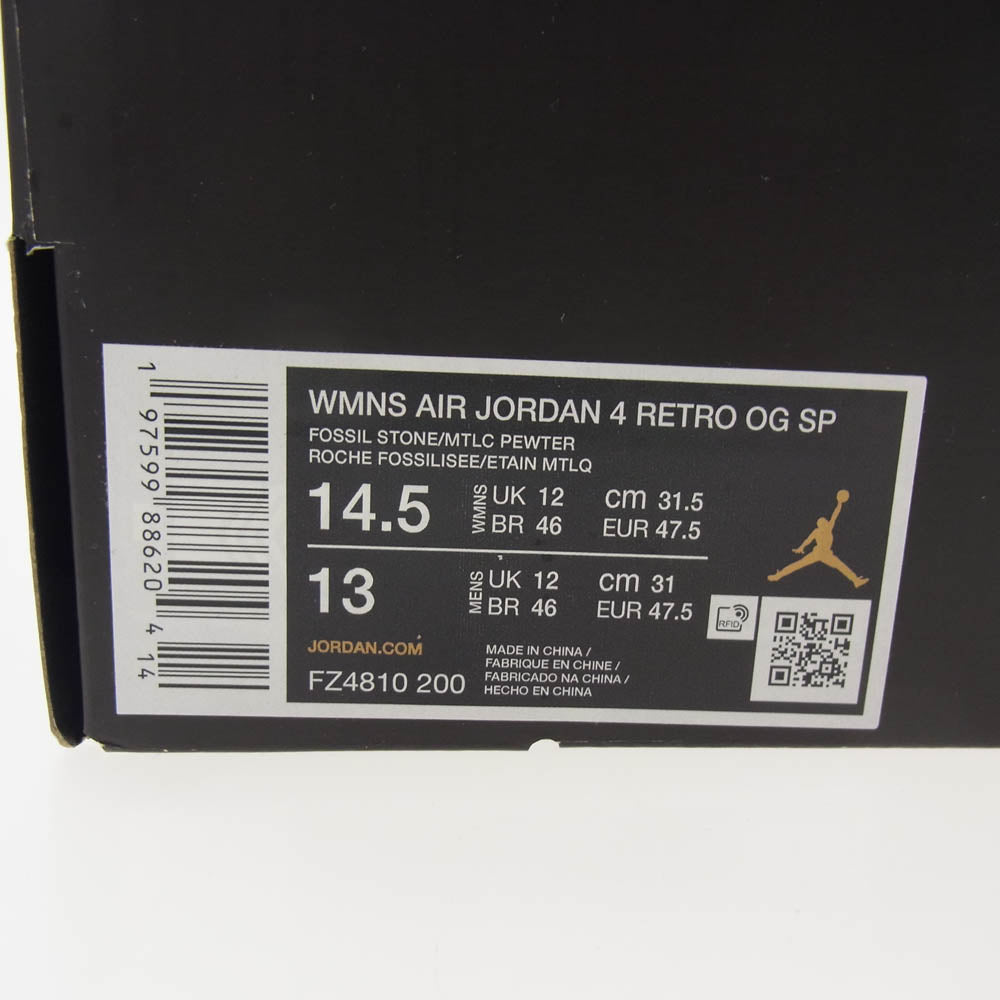 1 97599 88620 4 14
WMNS AIR JORDAN 4 RETRO OG SP
FOSSIL STONE/MTLC PEWTER
ROCHE FOSSILISEE/ETAIN MTLQ
14.5 WMNS UK 12 cm 31.5
BR 46 EUR 47.5
13 MENS UK 12 cm 31
BR 46 EUR 47.5
RFID
JORDAN.COM
FZ4810 200
MADE IN CHINA /
FABRIQUE EN CHINE /
FABRICADO NA CHINA /
HECHO EN CHINA